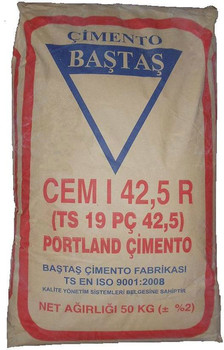 ÇİMENTO
BAŞTAŞ
CEM I 42,5 R
(TS 19 PÇ 42,5)
PORTLAND ÇİMENTO
BAŞTAŞ ÇİMENTO FABRİKASI
TS EN ISO 9001:2008
KALİTE YÖNETİM SİSTEMLERİ BELGESİNE SAHİPTİR
NET AĞIRLIĞI 50 KG (± %2)